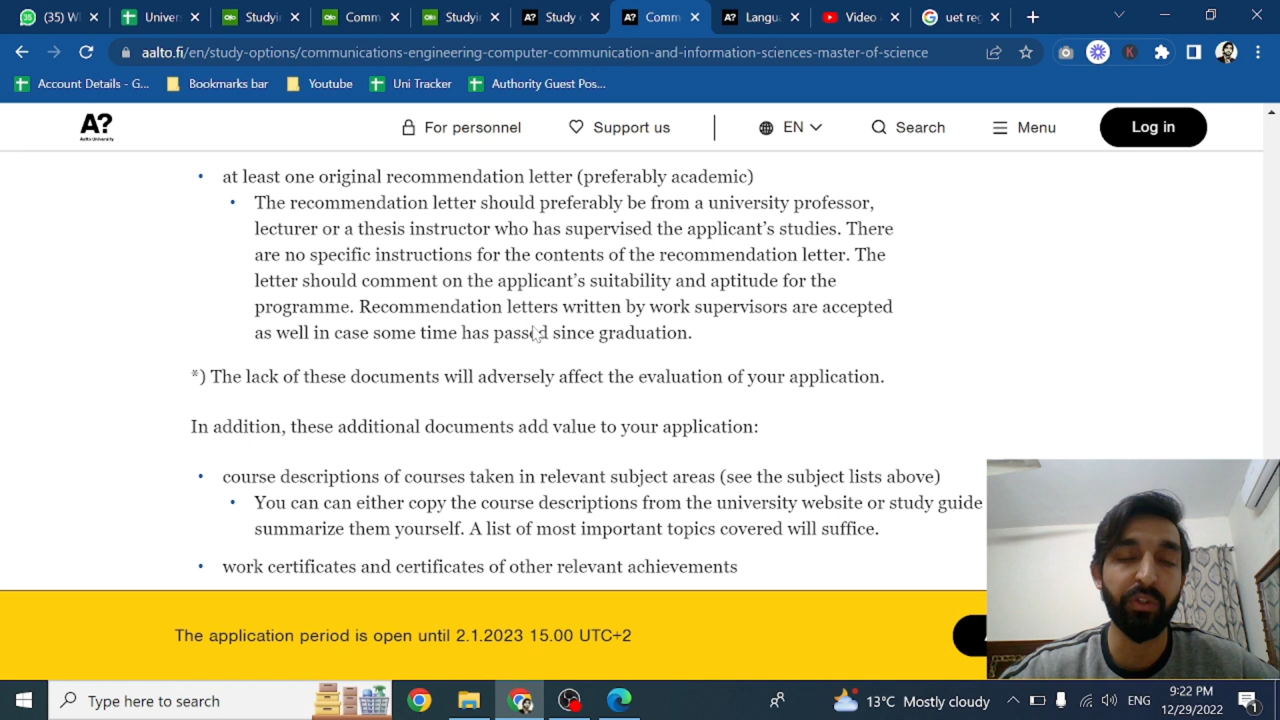 (35) WI
Univer:
Studyin
Comm
Studyin
A? Study o
A? Comm
A? Langua
Video
uet reg
aalto.fi/en/study-options/communications-engineering-computer-communication-and-information-sciences-master-of-science
K
Account Details - G...
Bookmarks bar
Youtube
Uni Tracker
Authority Guest Pos...
A?
Aalto University
For personnel
Support us
EN
Search
Menu
Log in
• at least one original recommendation letter (preferably academic)
• The recommendation letter should preferably be from a university professor,
lecturer or a thesis instructor who has supervised the applicant's studies. There
are no specific instructions for the contents of the recommendation letter. The
letter should comment on the applicant's suitability and aptitude for the
programme. Recommendation letters written by work supervisors are accepted
as well in case some time has passed since graduation.
*) The lack of these documents will adversely affect the evaluation of your application.
In addition, these additional documents add value to your application:
• course descriptions of courses taken in relevant subject areas (see the subject lists above)
• You can can either copy the course descriptions from the university website or study guide
summarize them yourself. A list of most important topics covered will suffice.
• work certificates and certificates of other relevant achievements
The application period is open until 2.1.2023 15.00 UTC+2
Type here to search
13°C Mostly cloudy
ENG
9:22 PM
12/29/2022
1